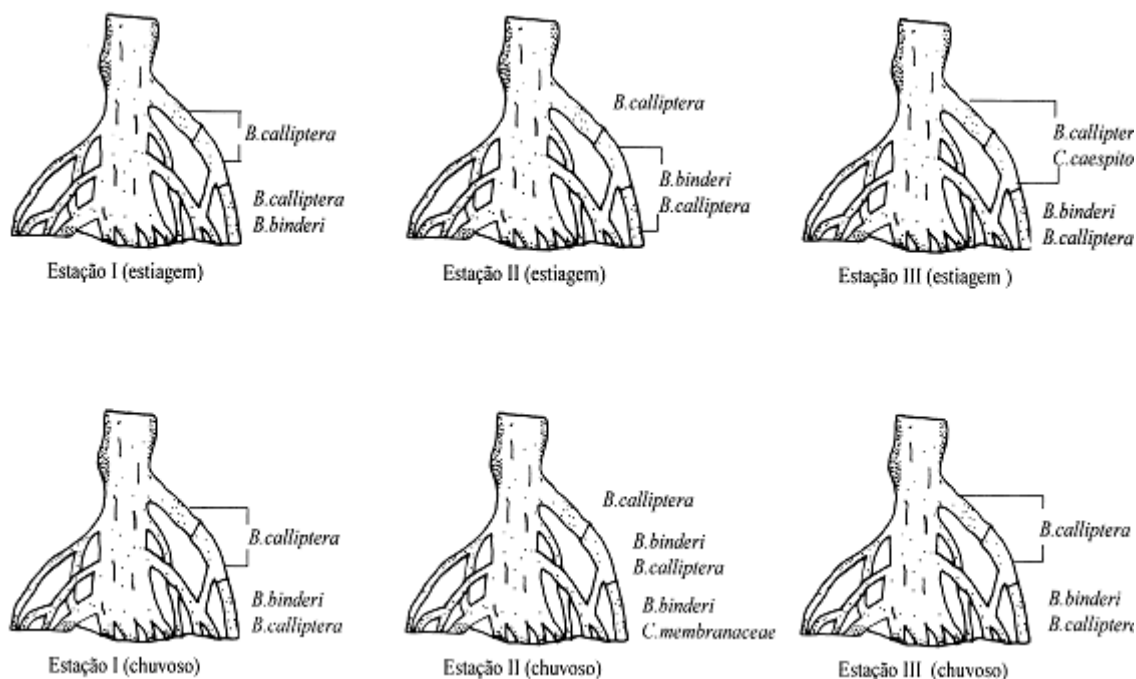 B.calliptera
B.calliptera
B.binderi
Estação I (estiagem)
B.calliptera
B.binderi
B.calliptera
Estação II (estiagem)
B.callipter
C.caespito
B.binderi
B.calliptera
Estação III (estiagem )
B.calliptera
B.binderi
B.calliptera
Estação I (chuvoso)
B.calliptera
B.binderi
B.calliptera
B.binderi
C.membranaceae
Estação II (chuvoso)
B.calliptera
B.binderi
B.calliptera
Estação III (chuvoso)